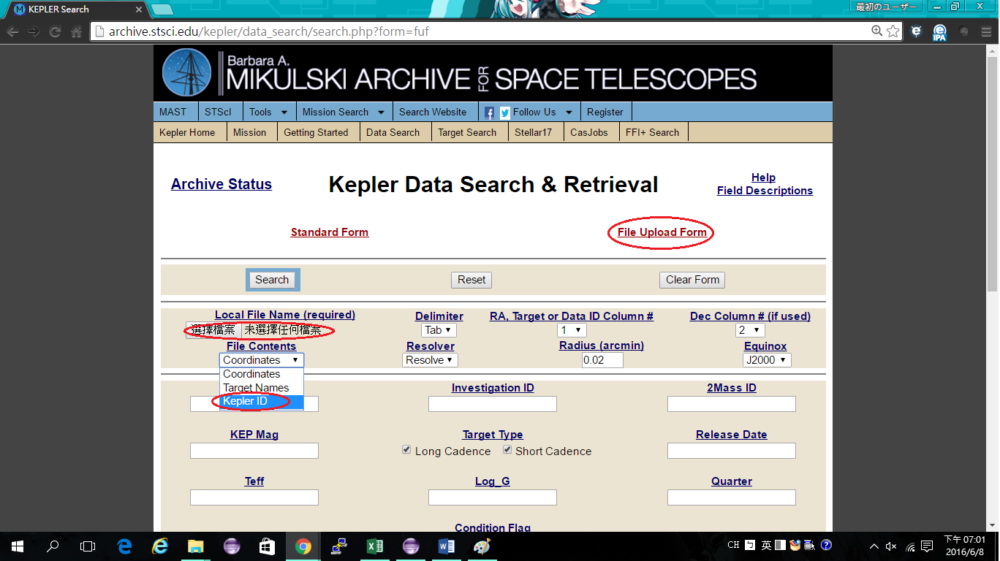 KEPLER Search
最初のユーザー
archive.stsci.edu/kepler/data_search/search.php?form=fuf
IPA
Barbara A.
MIKULSKI ARCHIVE FOR SPACE TELESCOPES
MAST STScI Tools Mission Search Search Website Follow Us Register
Kepler Home Mission Getting Started Data Search Target Search Stellar17 CasJobs FFI+ Search
Archive Status
Kepler Data Search & Retrieval
Help
Field Descriptions
Standard Form
File Upload Form
Search Reset Clear Form
Local File Name (required) Delimiter RA, Target or Data ID Column # Dec Column # (if used)
選擇檔案 未選擇任何檔案 Tab 1 2
File Contents Resolver Radius (arcmin) Equinox
Coordinates Resolve 0.02 J2000
Coordinates
Target Names
Kepler ID
Investigation ID 2Mass ID
KEP Mag Target Type Release Date
Long Cadence Short Cadence
Teff Log_G Quarter
Condition Flag
CH 英
下午 07:01
2016/6/8